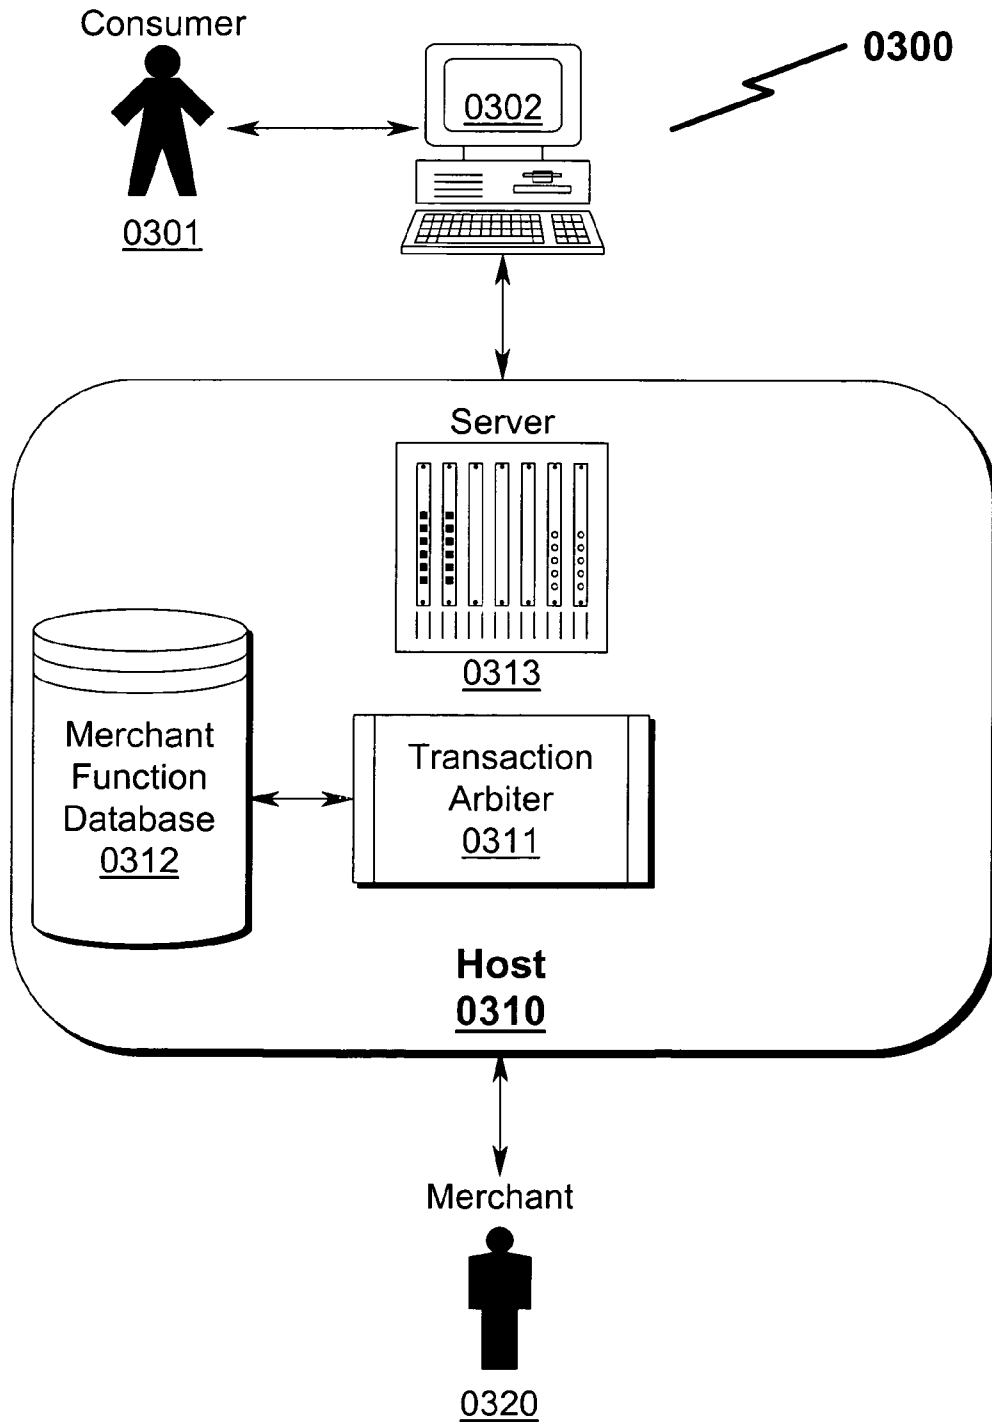 Consumer
0300
0302
0301
Server
0313
Merchant
Function
Database
0312
Transaction
Arbiter
0311
Host
0310
Merchant
0320